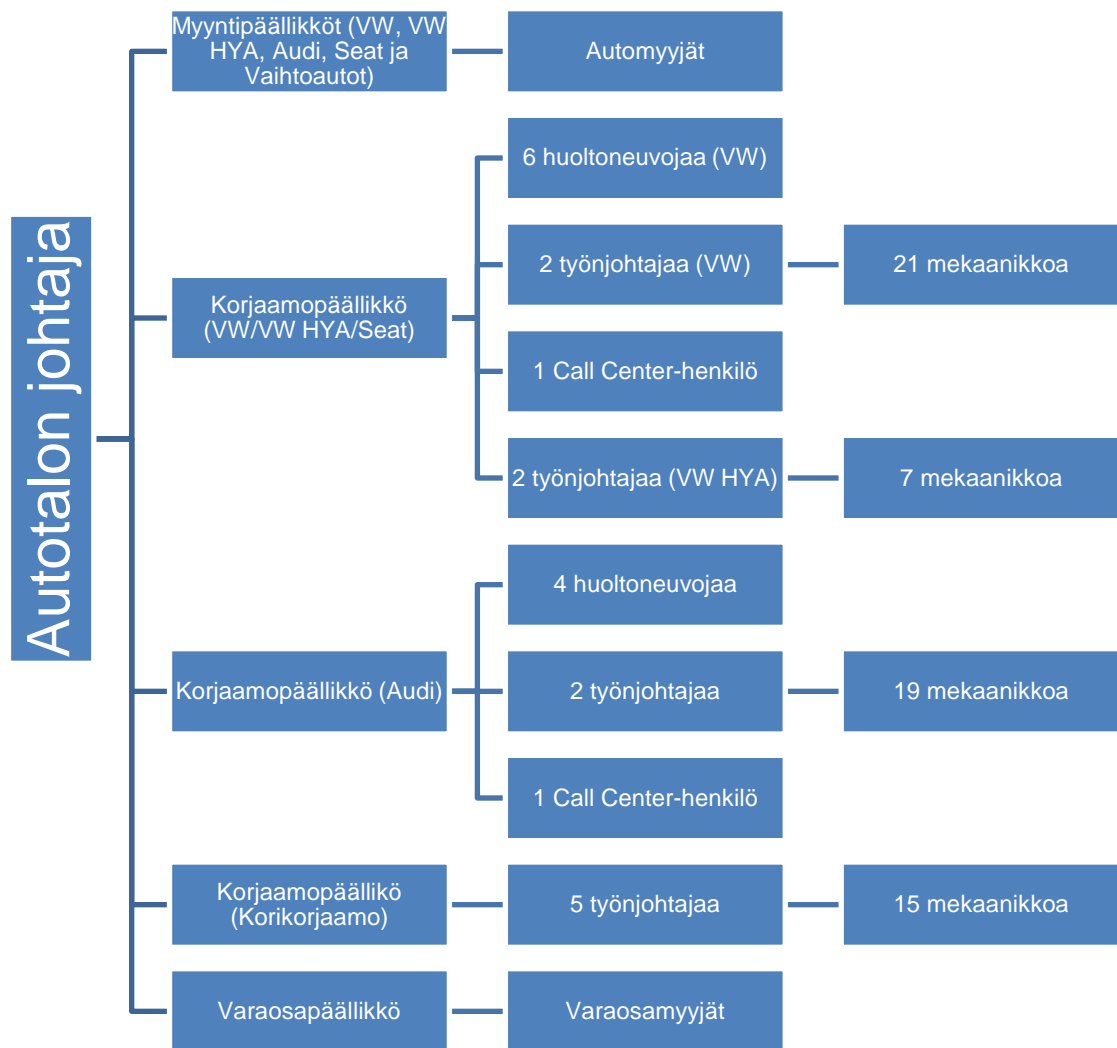 Autotalon johtaja
Myyntipäälliköt (VW, VW
HYA, Audi, Seat ja
Vaihtoautot)
Automyyjät
Korjaamopäällikkö
(VW/VW HYA/Seat)
6 huoltoneuvojaa (VW)
2 työnjohtajaa (VW)
21 mekaanikkoa
1 Call Center-henkilö
2 työnjohtajaa (VW HYA)
7 mekaanikkoa
Korjaamopäällikkö (Audi)
4 huoltoneuvojaa
2 työnjohtajaa
19 mekaanikkoa
1 Call Center-henkilö
Korjaamopäällikö
(Korikorjaamo)
5 työnjohtajaa
15 mekaanikkoa
Varaosapäällikkö
Varaosamyyjät